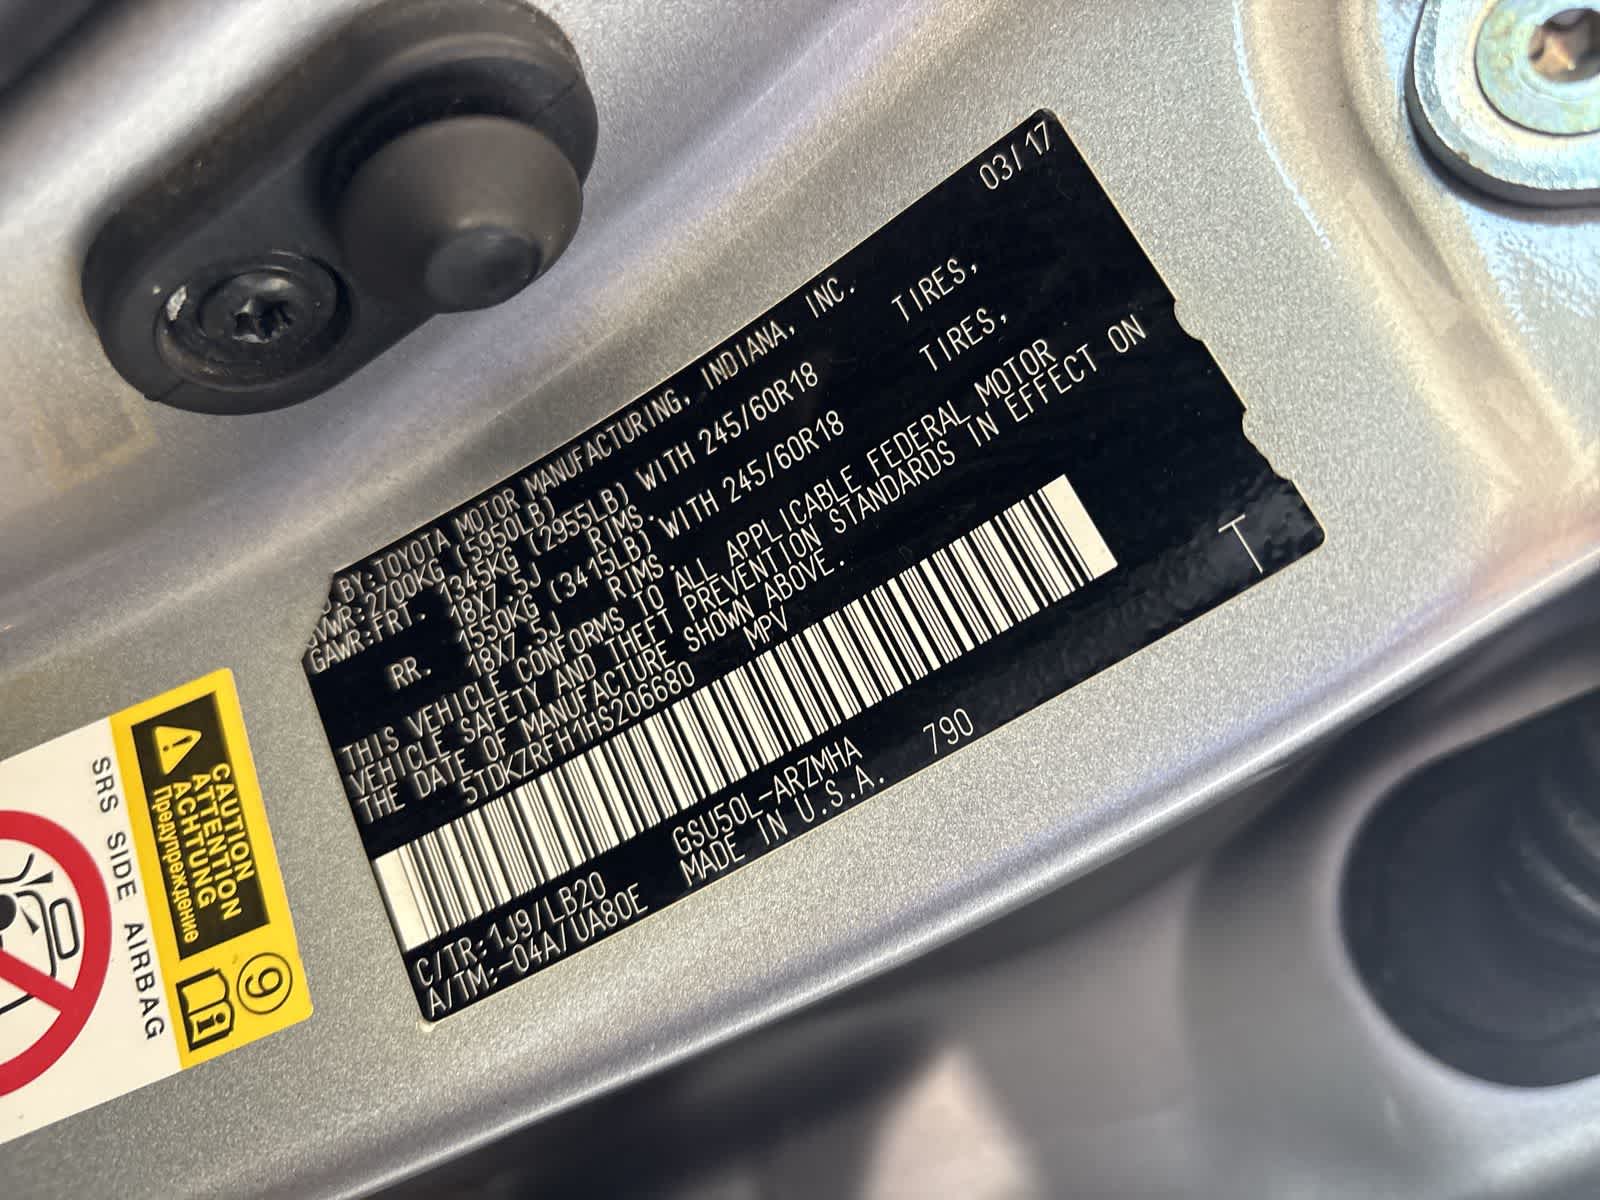 BY:TOYOTA MOTOR MANUFACTURING, INDIANA, INC. 03/17
GVWR:2700KG (5950LB)
GAWR:FRT. 1345KG (2955LB) WITH 245/60R18 TIRES,
18X7.5J RIMS.
RR. 1550KG (3415LB) WITH 245/60R18 TIRES,
18X7.5J RIMS.
THIS VEHICLE CONFORMS TO ALL APPLICABLE FEDERAL MOTOR
VEHICLE SAFETY AND THEFT PREVENTION STANDARDS IN EFFECT ON
THE DATE OF MANUFACTURE SHOWN ABOVE.
5TDKZRFH1HS206680 MPV
T
C/TR:-1J9/LB20 GSU50L-ARZMHA 790
A/TM:-04A/UA80E MADE IN U.S.A.
CAUTION
ATTENTION
ACHTUNG
Предупреждение
9
i
SRS SIDE AIRBAG